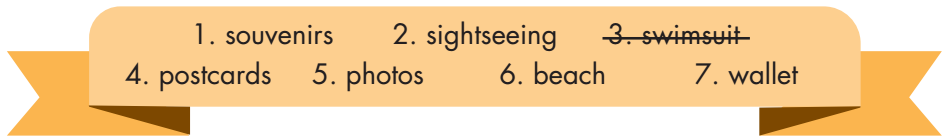 1. souvenirs 2. sightseeing 3. swimsuit
4. postcards 5. photos 6. beach 7. wallet